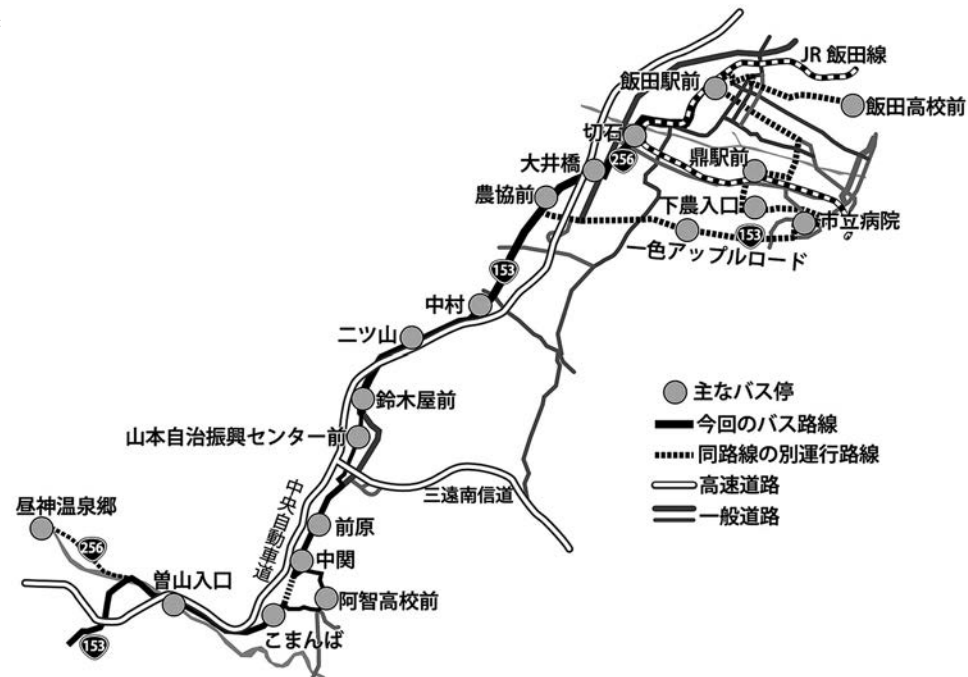 JR 飯田線
飯田駅前
飯田高校前
切石
256
鼎駅前
大井橋
農協前
下農入口
市立病院
153
一色アップルロード
153
中村
二ツ山
鈴木屋前
山本自治振興センター前
主なバス停
今回のバス路線
同路線の別運行路線
高速道路
一般道路
三遠南信道
中央自動車道
昼神温泉郷
256
前原
中関
曽山入口
阿智高校前
こまんば
153